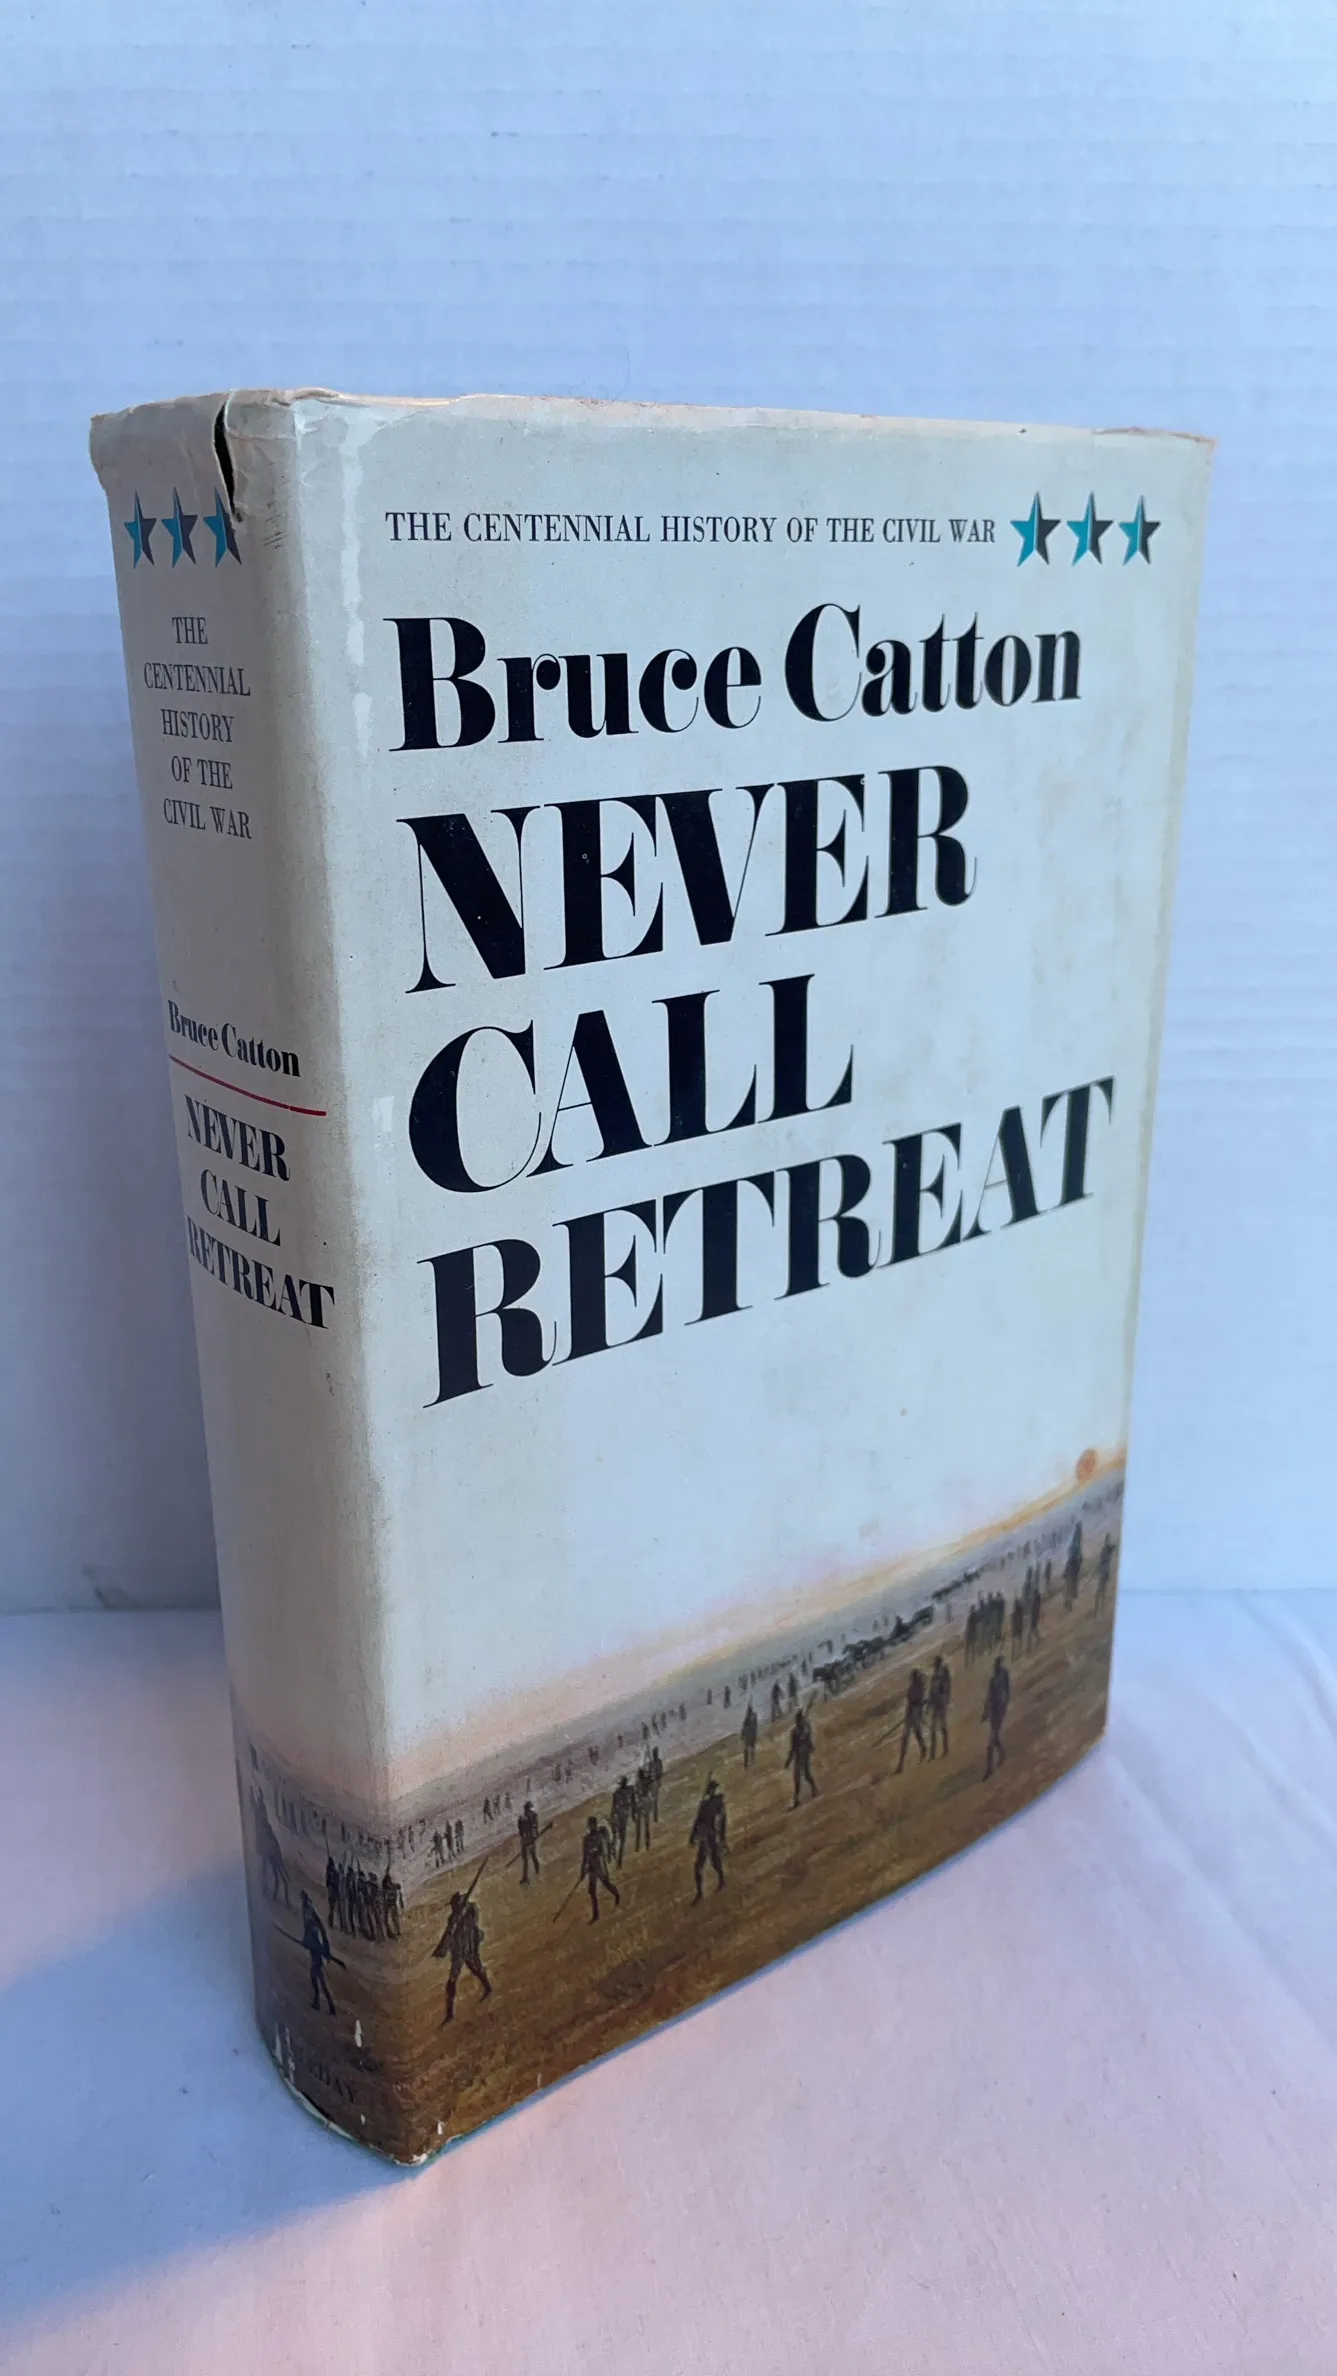 THE
CENTENNIAL
HISTORY
OF THE
CIVIL WAR
Bruce Catton
NEVER
CALL
RETREAT
THE CENTENNIAL HISTORY OF THE CIVIL WAR
Bruce Catton
NEVER
CALL
RETREAT